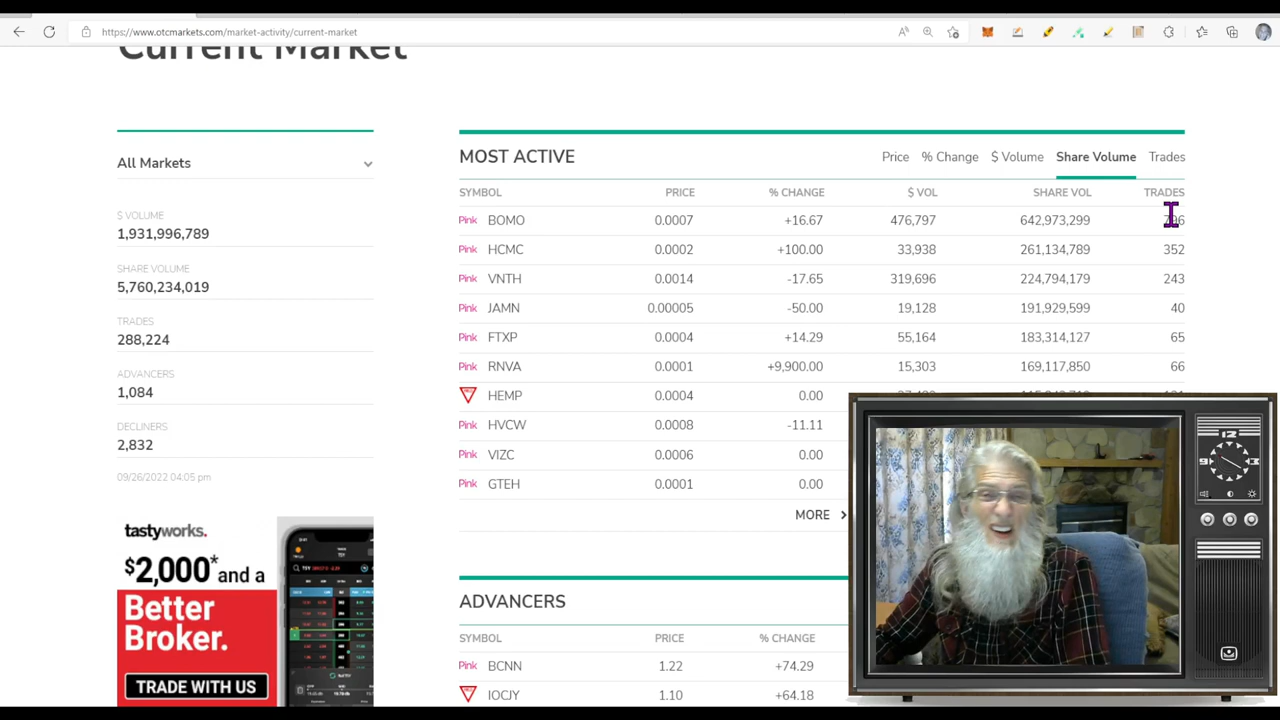 https://www.otcmarkets.com/market-activity/current-market
Current Market
All Markets
$ VOLUME
1,931,996,789
SHARE VOLUME
5,760,234,019
TRADES
288,224
ADVANCERS
1,084
DECLINERS
2,832
09/26/2022 04:05 pm
tastyworks.
$2,000* and a
Better
Broker.
TRADE WITH US
MOST ACTIVE Price % Change $ Volume Share Volume Trades
SYMBOL PRICE % CHANGE $ VOL SHARE VOL TRADES
Pink BOMO 0.0007 +16.67 476,797 642,973,299
Pink HCMC 0.0002 +100.00 33,938 261,134,789 352
Pink VNTH 0.0014 -17.65 319,696 224,794,179 243
Pink JAMN 0.00005 -50.00 19,128 191,929,599 40
Pink FTXP 0.0004 +14.29 55,164 183,314,127 65
Pink RNVA 0.0001 +9,900.00 15,303 169,117,850 66
HEMP 0.0004 0.00
Pink HVCW 0.0008 -11.11
Pink VIZC 0.0006 0.00
Pink GTEH 0.0001 0.00
MORE
ADVANCERS
SYMBOL PRICE % CHANGE
Pink BCNN 1.22 +74.29
IOCJY 1.10 +64.18
12
9 3